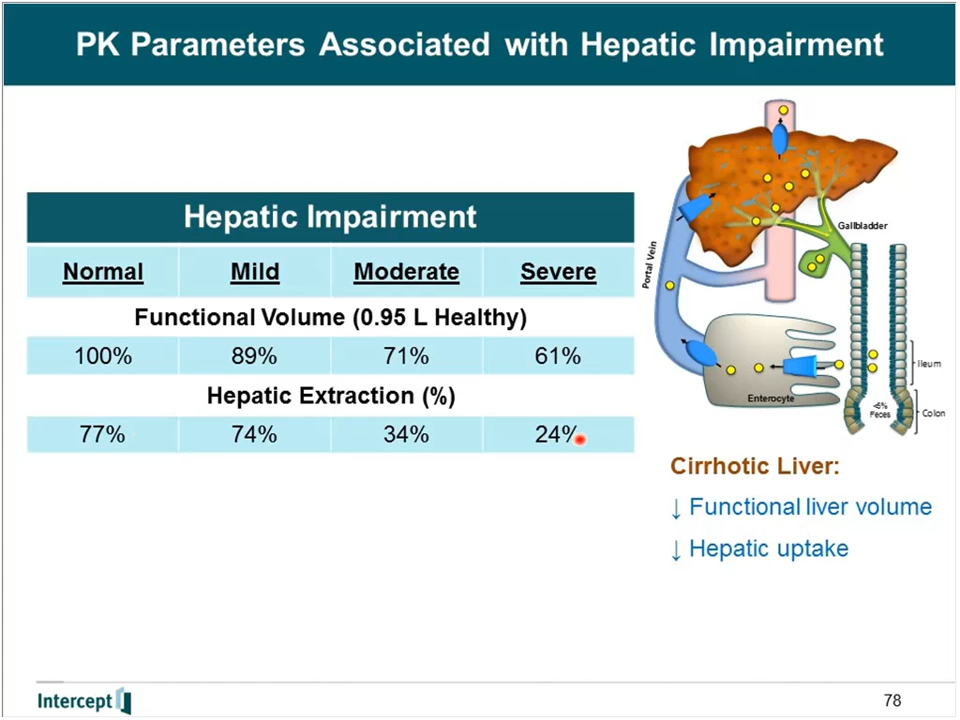 PK Parameters Associated with Hepatic Impairment
Hepatic Impairment
Normal Mild Moderate Severe
Functional Volume (0.95 L Healthy)
100% 89% 71% 61%
Hepatic Extraction (%)
77% 74% 34% 24%
Gallbladder
Portal Vein
Ileum
Enterocyte
<5%
Feces
Colon
Cirrhotic Liver:
↓ Functional liver volume
↓ Hepatic uptake
Intercept
78